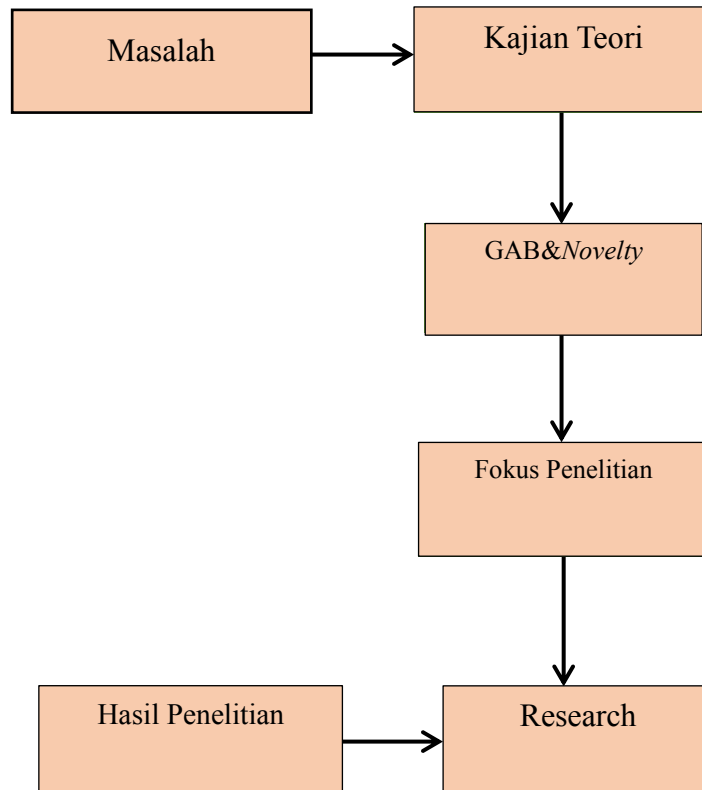 Masalah
Kajian Teori
GAB&Novelty
Fokus Penelitian
Hasil Penelitian
Research